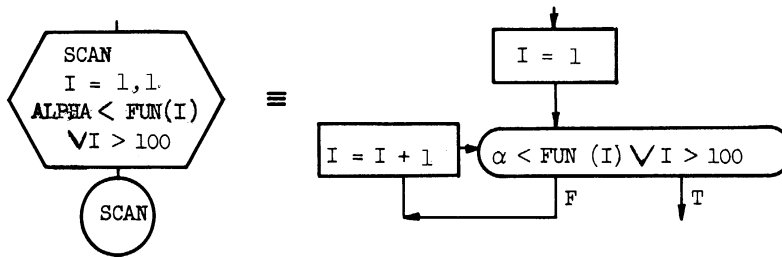 SCAN
I = 1,1
ALPHA < FUN(I)
∨I > 100
SCAN
≡
I = 1
I = I + 1
α < FUN (I) ∨ I > 100
F
T